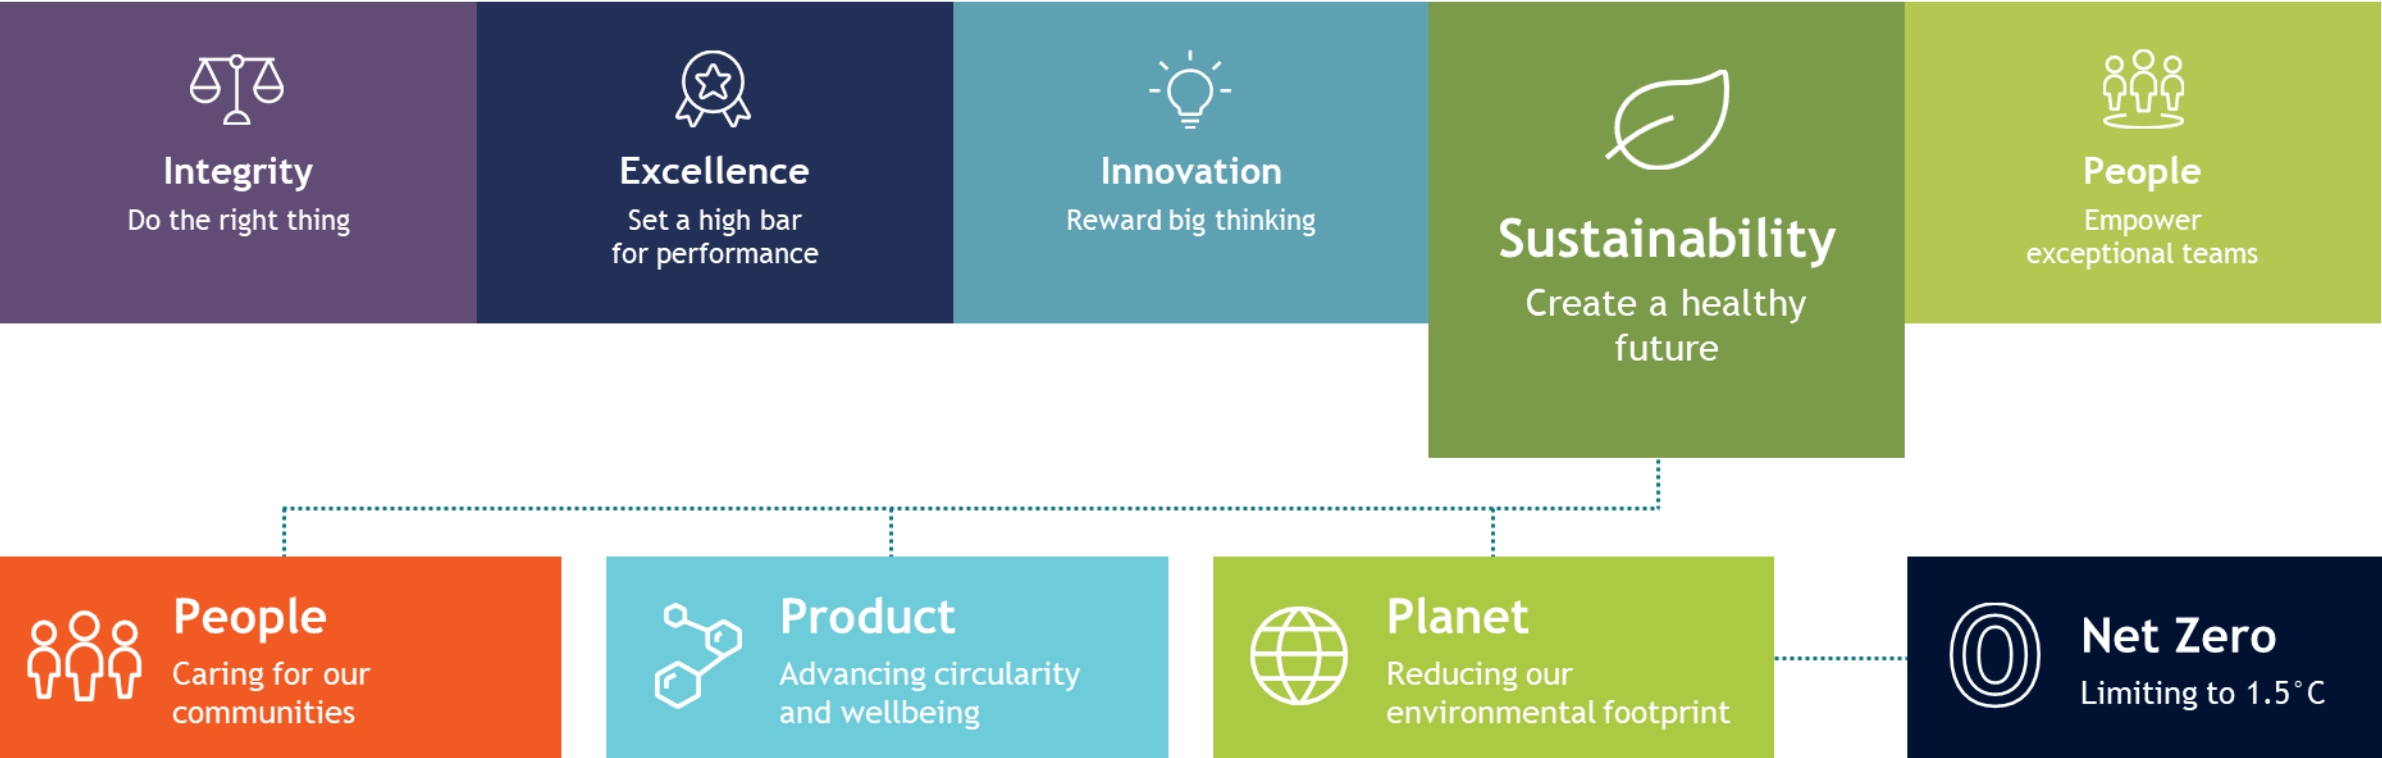 Integrity
Do the right thing
Excellence
Set a high bar
for performance
Innovation
Reward big thinking
Sustainability
Create a healthy
future
People
Empower
exceptional teams
People
Caring for our
communities
Product
Advancing circularity
and wellbeing
Planet
Reducing our
environmental footprint
0
Net Zero
Limiting to 1.5°C